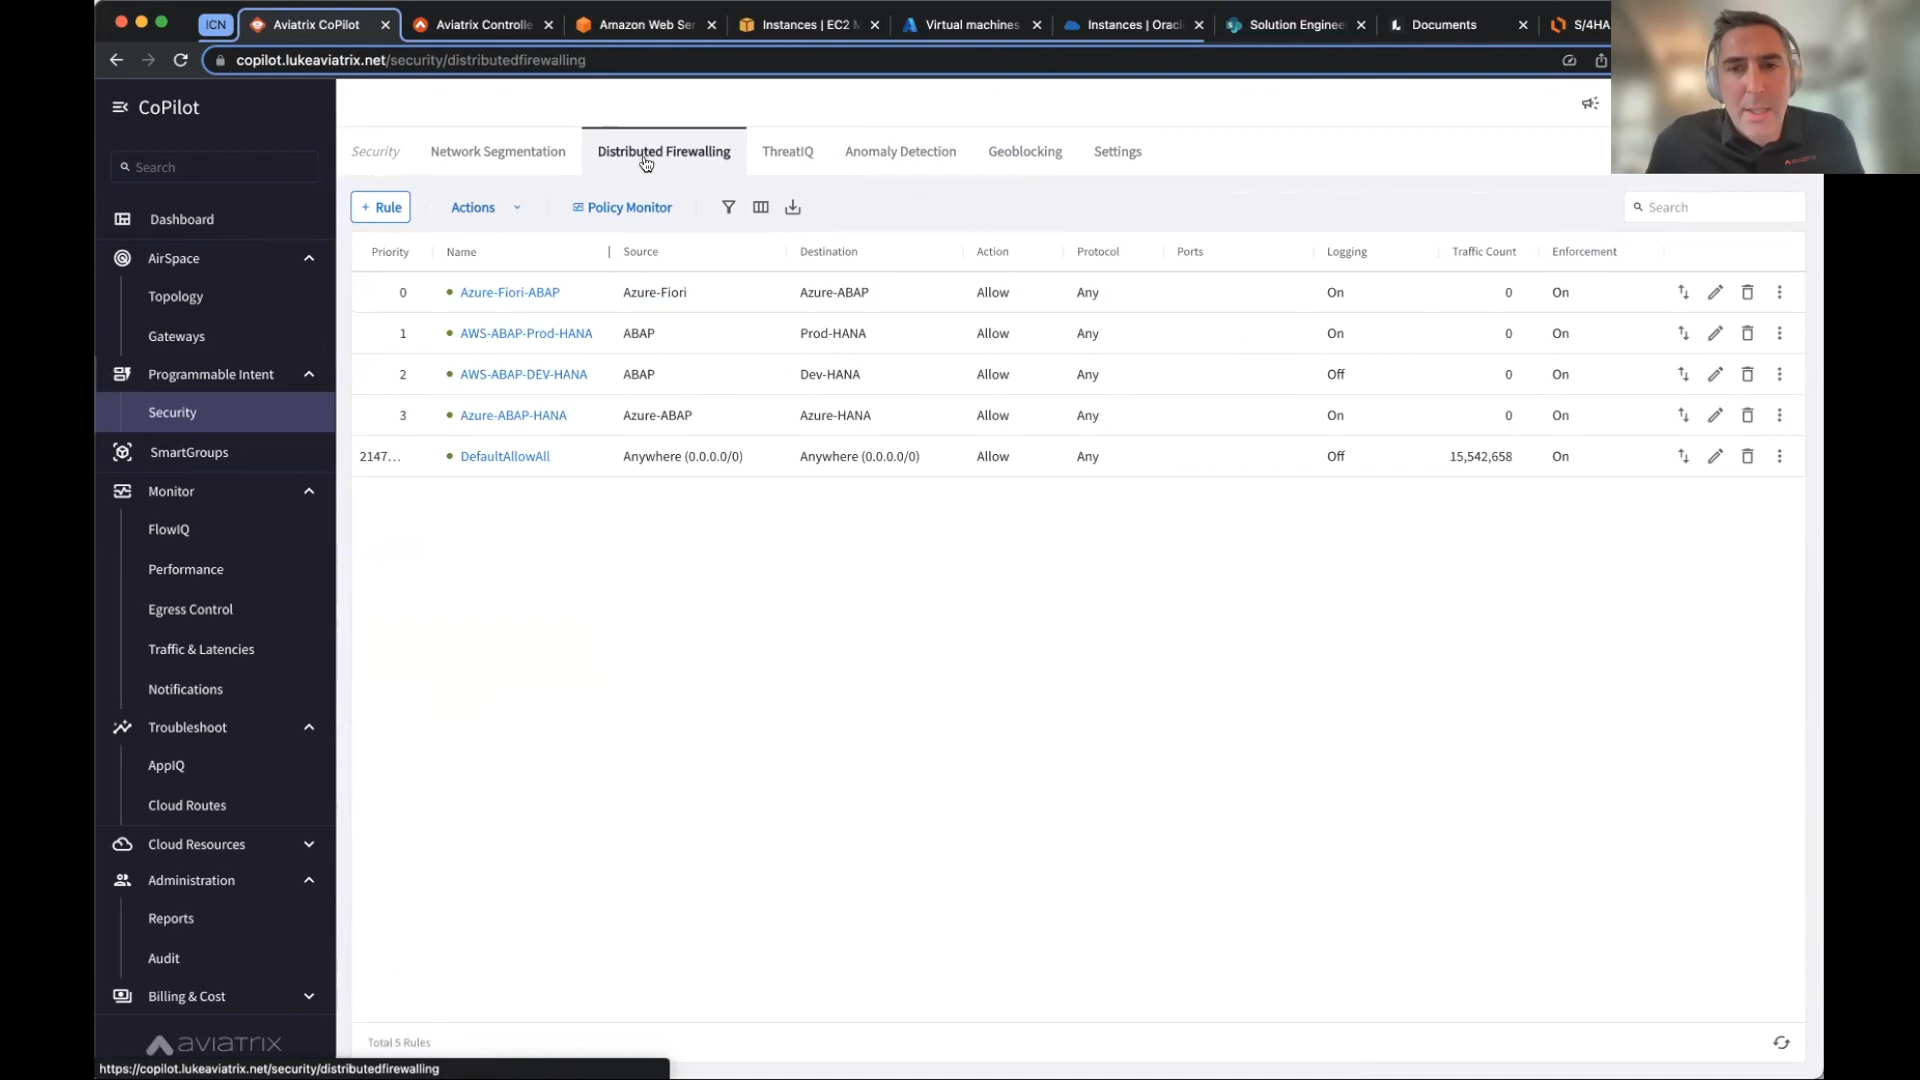 ICN Aviatrix CoPilot Aviatrix Controlle Amazon Web Ser Instances | EC2 M Virtual machines Instances | Oracl Solution Enginee Documents S/4HA
copilot.lukeaviatrix.net/security/distributedfirewalling
CoPilot
Search
Dashboard
AirSpace
Topology
Gateways
Programmable Intent
Security
SmartGroups
Monitor
FlowIQ
Performance
Egress Control
Traffic & Latencies
Notifications
Troubleshoot
AppIQ
Cloud Routes
Cloud Resources
Administration
Reports
Audit
Billing & Cost
aviatrix
Security Network Segmentation Distributed Firewalling ThreatIQ Anomaly Detection Geoblocking Settings
+ Rule Actions Policy Monitor Search
Priority Name Source Destination Action Protocol Ports Logging Traffic Count Enforcement
0 Azure-Fiori-ABAP Azure-Fiori Azure-ABAP Allow Any On 0 On
1 AWS-ABAP-Prod-HANA ABAP Prod-HANA Allow Any On 0 On
2 AWS-ABAP-DEV-HANA ABAP Dev-HANA Allow Any Off 0 On
3 Azure-ABAP-HANA Azure-ABAP Azure-HANA Allow Any On 0 On
2147... DefaultAllowAll Anywhere (0.0.0.0/0) Anywhere (0.0.0.0/0) Allow Any Off 15,542,658 On
Total 5 Rules
https://copilot.lukeaviatrix.net/security/distributedfirewalling